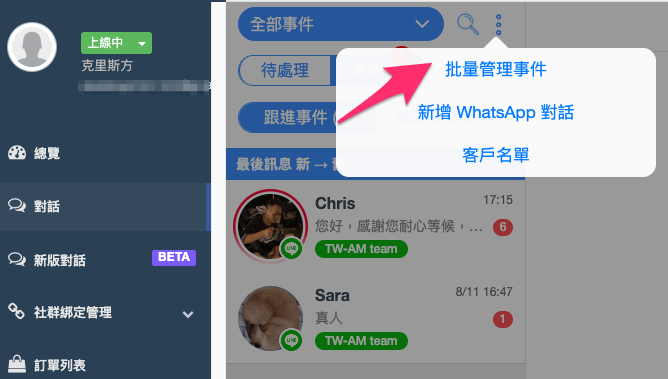 全部事件
上線中
克里斯方
待處理
批量管理事件
跟進事件
新增 WhatsApp 對話
客戶名單
總覽
最後訊息 新 →
對話
Chris
17:15
您好，感謝您耐心等候，...
6
TW-AM team
新版對話
BETA
Sara
8/11 16:47
真人
1
TW-AM team
社群綁定管理
訂單列表